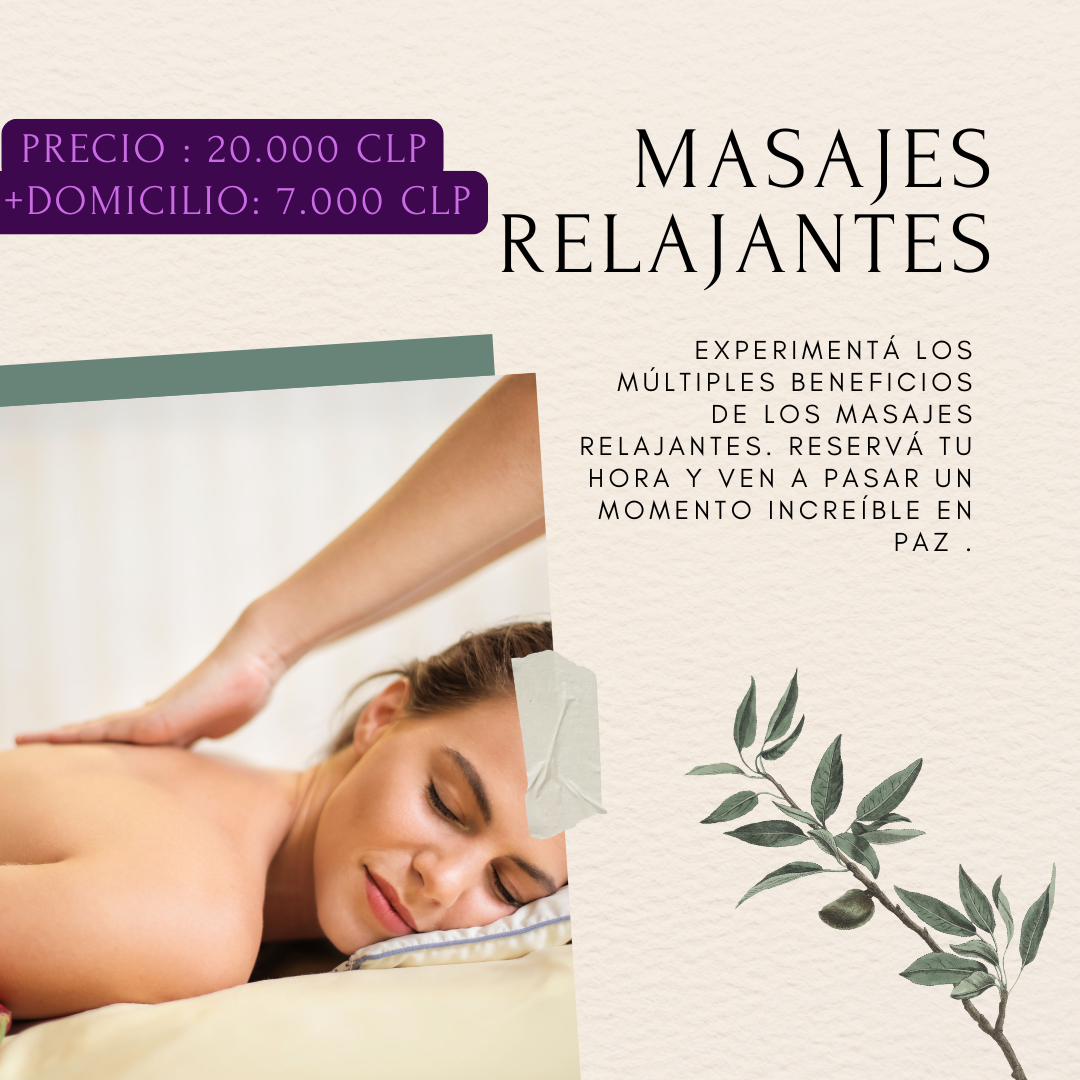 PRECIO : 20.000 CLP
+DOMICILIO: 7.000 CLP
MASAJES
RELAJANTES
EXPERIMENTÁ LOS
MÚLTIPLES BENEFICIOS
DE LOS MASAJES
RELAJANTES. RESERVÁ TU
HORA Y VEN A PASAR UN
MOMENTO INCREÍBLE EN
PAZ .